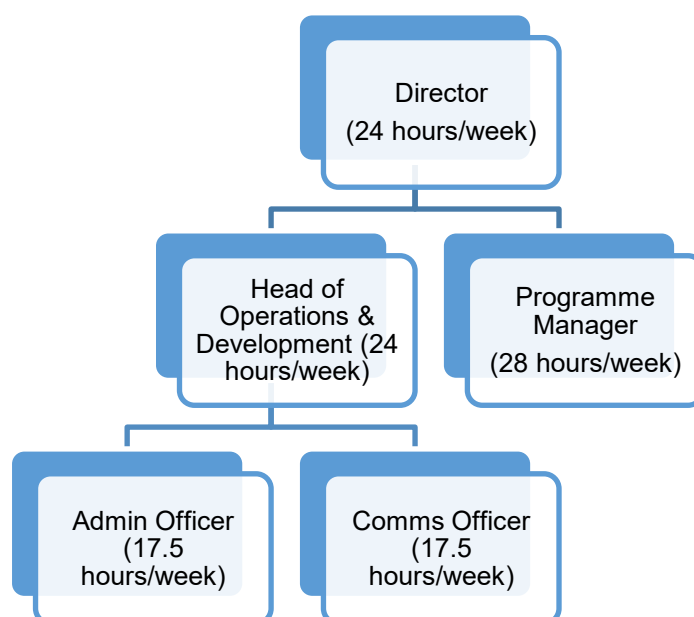 Director
(24 hours/week)
Head of
Operations &
Development (24
hours/week)
Programme
Manager
(28 hours/week)
Admin Officer
(17.5
hours/week)
Comms Officer
(17.5
hours/week)